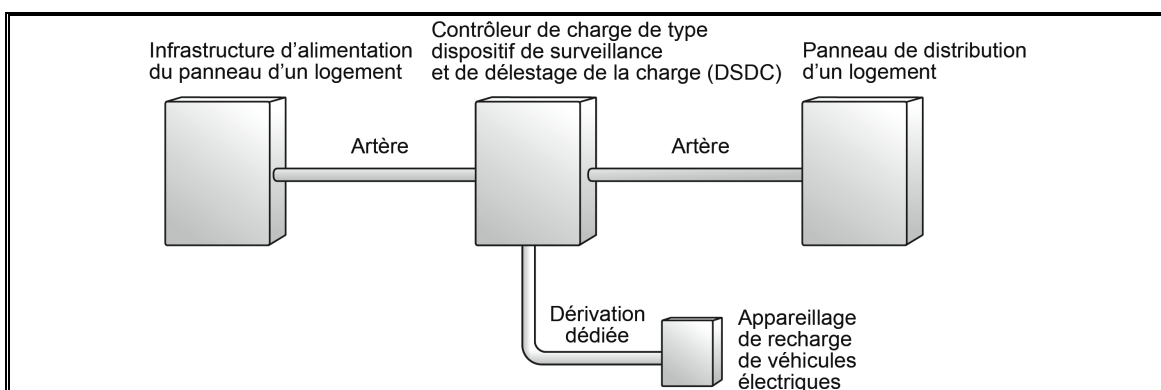 Infrastructure d'alimentation
du panneau d'un logement
Contrôleur de charge de type
dispositif de surveillance
et de délestage de la charge (DSDC)
Panneau de distribution
d'un logement
Artère
Artère
Dérivation
dédiée
Appareillage
de recharge
de véhicules
électriques